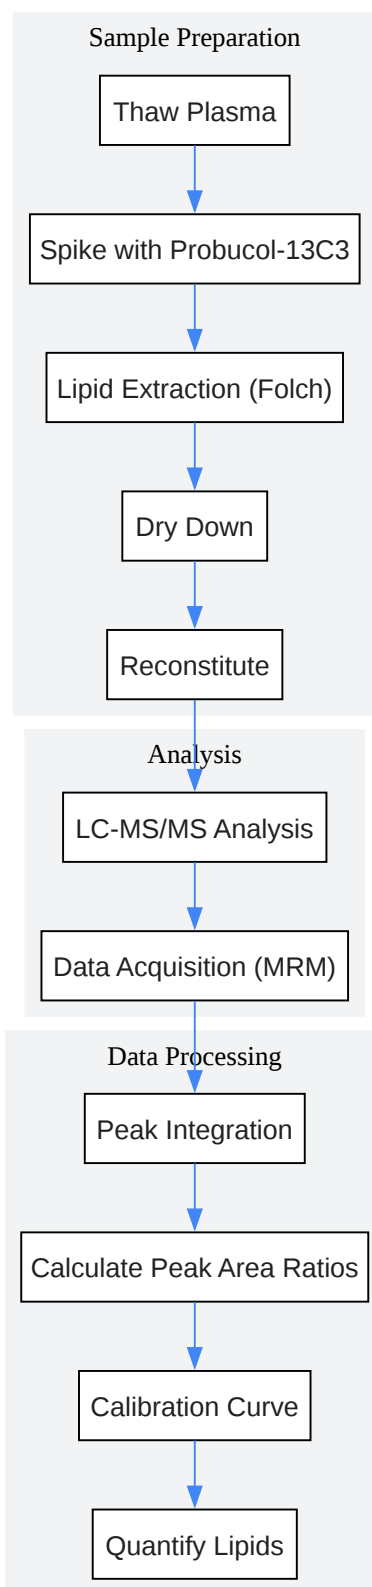 Sample Preparation
Thaw Plasma
Spike with Probucol-13C3
Lipid Extraction (Folch)
Dry Down
Reconstitute
Analysis
LC-MS/MS Analysis
Data Acquisition (MRM)
Data Processing
Peak Integration
Calculate Peak Area Ratios
Calibration Curve
Quantify Lipids